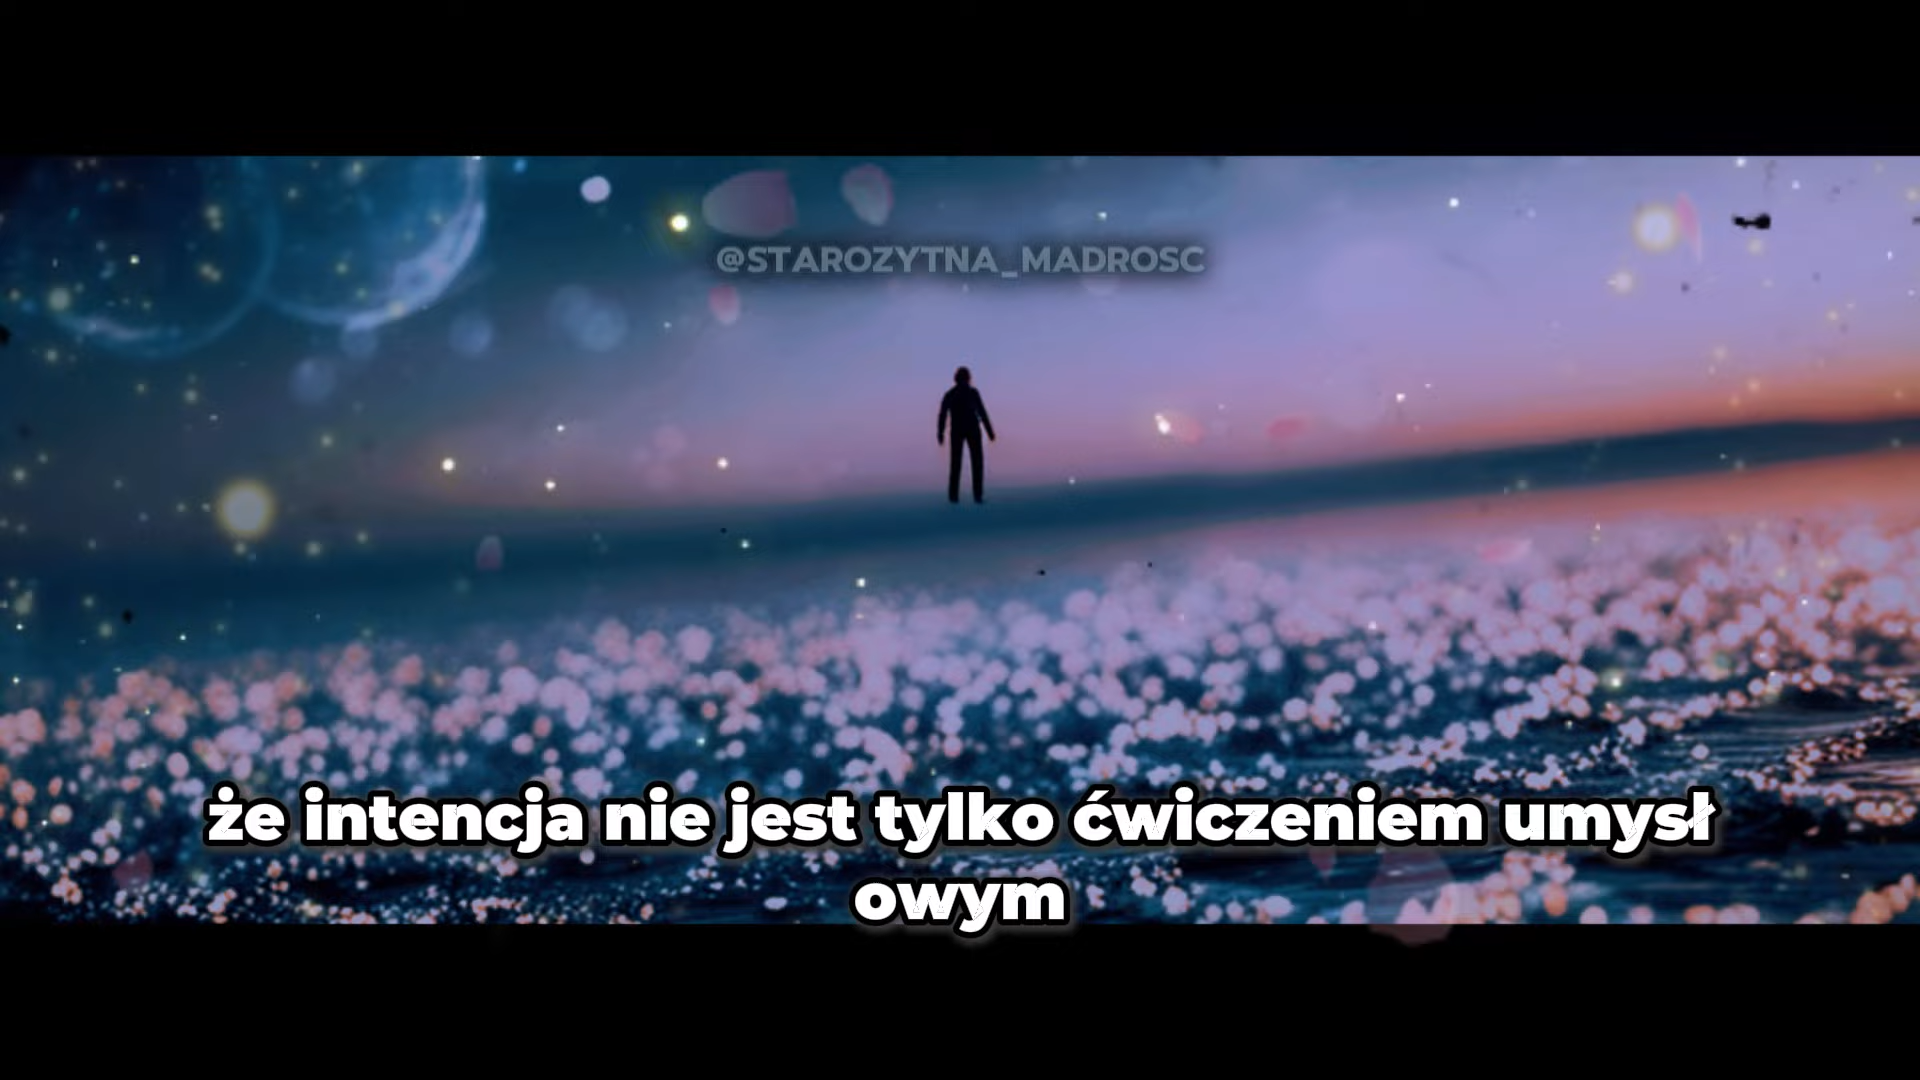 @STAROZYTNA_MADROSC
że intencja nie jest tylko ćwiczeniem umysł
owym